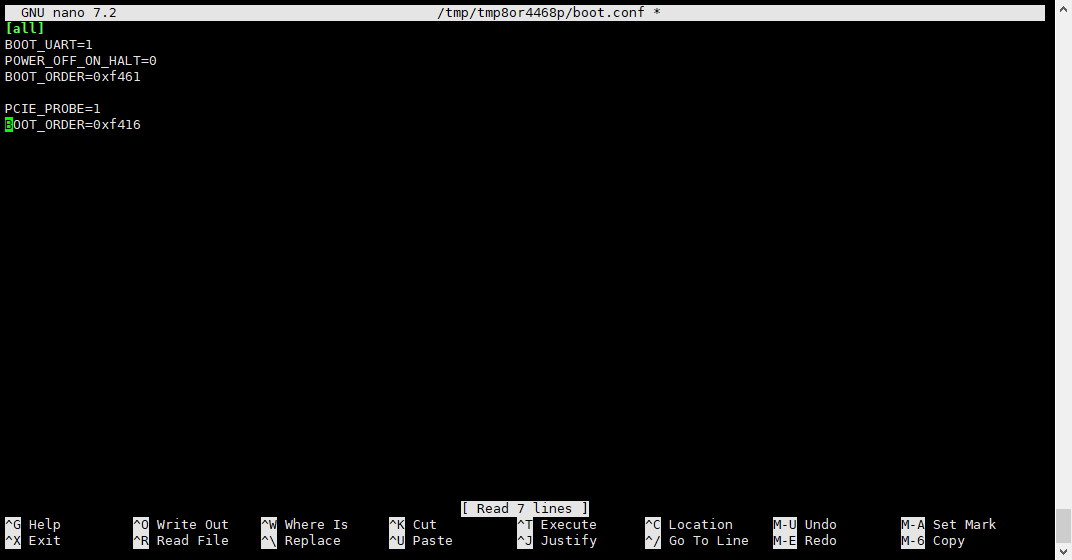 GNU nano 7.2 /tmp/tmp8or4468p/boot.conf *
[all]
BOOT_UART=1
POWER_OFF_ON_HALT=0
BOOT_ORDER=0xf461
PCIE_PROBE=1
BOOT_ORDER=0xf416
[ Read 7 lines ]
^G Help ^O Write Out ^W Where Is ^K Cut ^T Execute ^C Location M-U Undo M-A Set Mark
^X Exit ^R Read File ^\ Replace ^U Paste ^J Justify ^/ Go To Line M-E Redo M-6 Copy